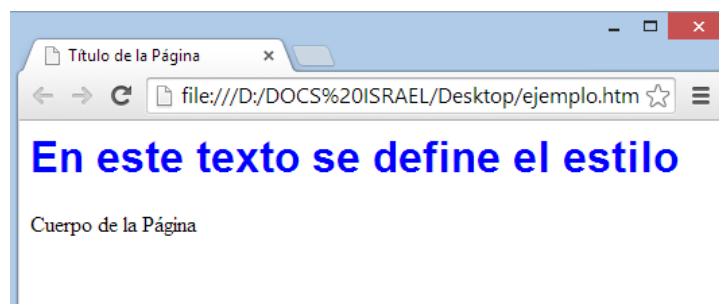 Título de la Página
file:///D:/DOCS%20ISRAEL/Desktop/ejemplo.htm
En este texto se define el estilo
Cuerpo de la Página